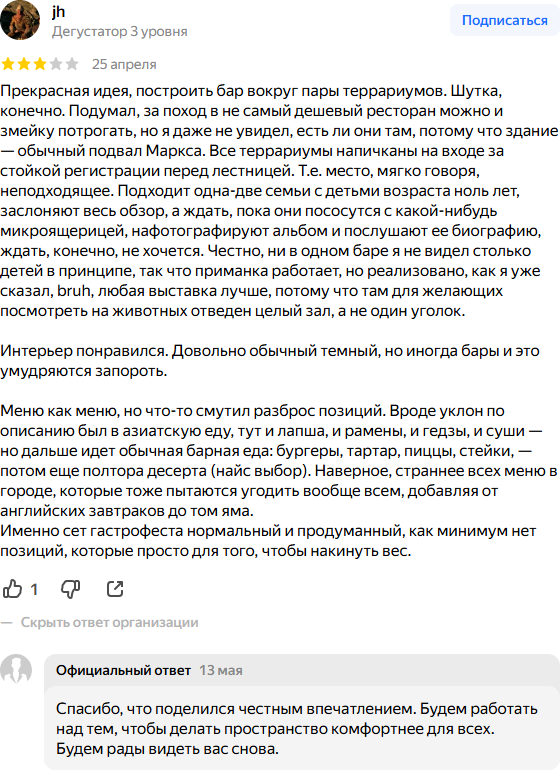 jh
Дегустатор 3 уровня
Подписаться
25 апреля
Прекрасная идея, построить бар вокруг пары террариумов. Шутка,
конечно. Подумал, за поход в не самый дешевый ресторан можно и
змейку потрогать, но я даже не увидел, есть ли они там, потому что здание
— обычный подвал Маркса. Все террариумы напичканы на входе за
стойкой регистрации перед лестницей. Т.е. место, мягко говоря,
неподходящее. Подходит одна-две семьи с детьми возраста ноль лет,
заслоняют весь обзор, а ждать, пока они пососутся с какой-нибудь
микроящерицей, нафотографируют альбом и послушают ее биографию,
ждать, конечно, не хочется. Честно, ни в одном баре я не видел столько
детей в принципе, так что приманка работает, но реализовано, как я уже
сказал, bruh, любая выставка лучше, потому что там для желающих
посмотреть на животных отведен целый зал, а не один уголок.
Интерьер понравился. Довольно обычный темный, но иногда бары и это
умудряются запороть.
Меню как меню, но что-то смутил разброс позиций. Вроде уклон по
описанию был в азиатскую еду, тут и лапша, и рамены, и гедзы, и суши —
но дальше идет обычная барная еда: бургеры, тартар, пиццы, стейки, —
потом еще полтора десерта (найс выбор). Наверное, страннее всех меню в
городе, которые тоже пытаются угодить вообще всем, добавляя от
английских завтраков до том яма.
Именно сет гастрофеста нормальный и продуманный, как минимум нет
позиций, которые просто для того, чтобы накинуть вес.
1
— Скрыть ответ организации
Официальный ответ 13 мая
Спасибо, что поделился честным впечатлением. Будем работать
над тем, чтобы делать пространство комфортнее для всех.
Будем рады видеть вас снова.